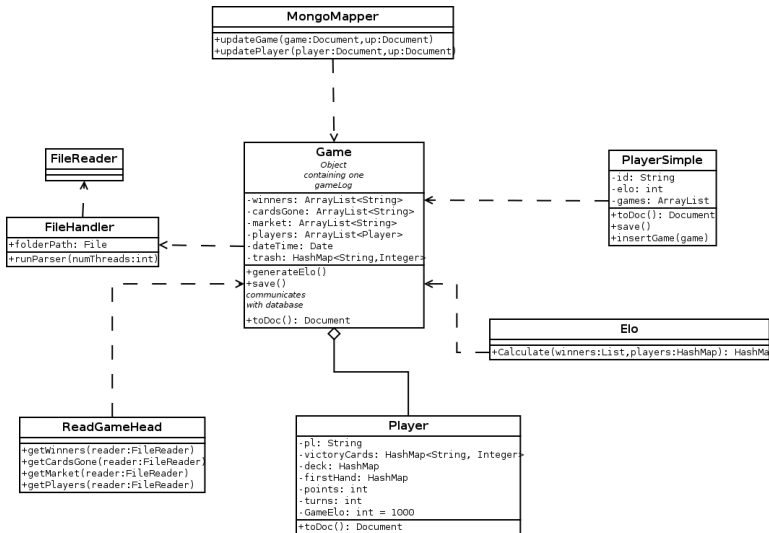 MongoMapper
+updateGame(game:Document,up:Document)
+updatePlayer(player:Document,up:Document)
Game
Object
containing one
gameLog
-winners: ArrayList<String>
-cardsGone: ArrayList<String>
-market: ArrayList<String>
-players: ArrayList<Player>
-dateTime: Date
-trash: HashMap<String,Integer>
+generateElo()
+save()
communicates
with database
+toDoc(): Document
FileReader
FileHandler
+folderPath: File
+runParser(numThreads:int)
PlayerSimple
-id: String
-elo: int
-games: ArrayList
+toDoc(): Document
+save()
+insertGame(game)
Elo
+Calculate(winners:List,players:HashMap): HashMa
ReadGameHead
+getWinners(reader:FileReader)
+getCardsGone(reader:FileReader)
+getMarket(reader:FileReader)
+getPlayers(reader:FileReader)
Player
-pl: String
-victoryCards: HashMap<String, Integer>
-deck: HashMap
-firstHand: HashMap
-points: int
-turns: int
-GameElo: int = 1000
+toDoc(): Document